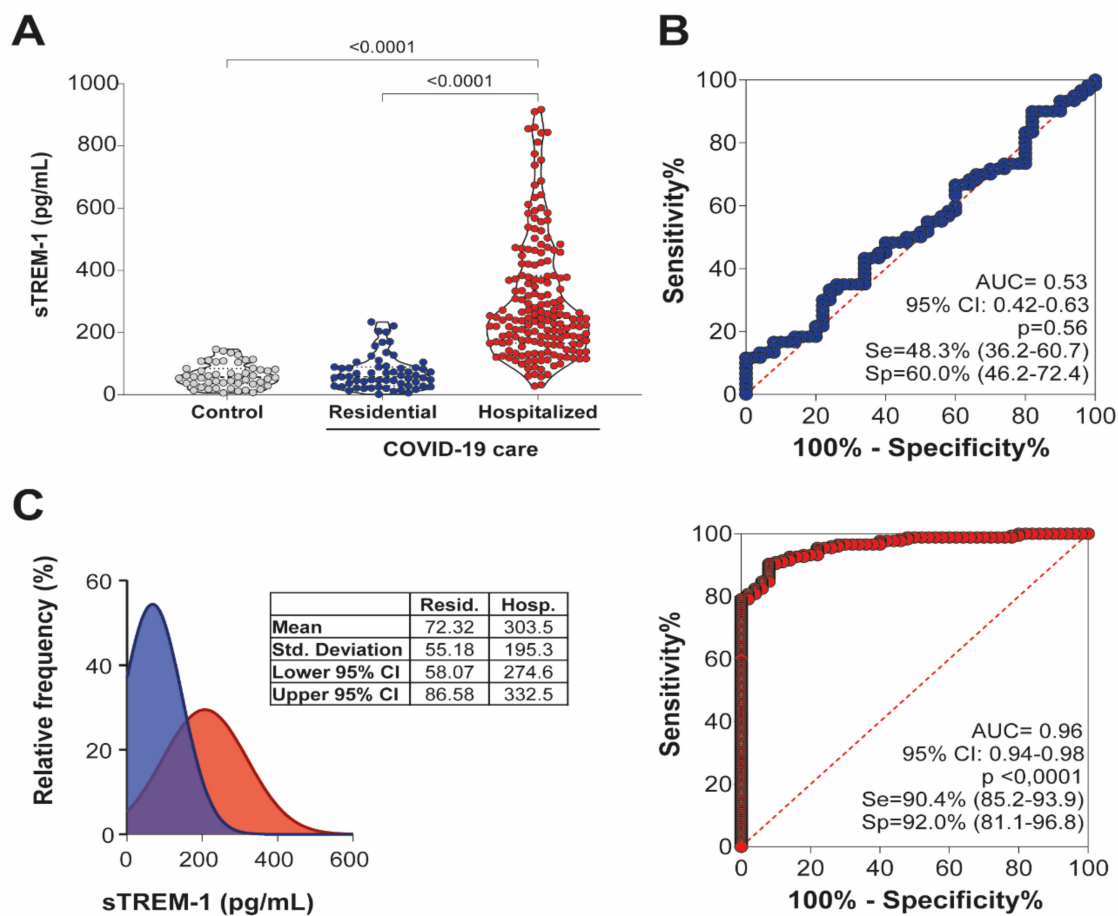 A
<0.0001
<0.0001
1000
800
600
400
200
0
sTREM-1 (pg/mL)
Control
Residential
Hospitalized
COVID-19 care
B
100
80
60
40
20
0
Sensitivity%
AUC= 0.53
95% CI: 0.42-0.63
p=0.56
Se=48.3% (36.2-60.7)
Sp=60.0% (46.2-72.4)
0 20 40 60 80 100
100% - Specificity%
C
60
40
20
0
Relative frequency (%)
0 200 400 600
sTREM-1 (pg/mL)
Resid. Hosp.
Mean 72.32 303.5
Std. Deviation 55.18 195.3
Lower 95% CI 58.07 274.6
Upper 95% CI 86.58 332.5
100
80
60
40
20
0
Sensitivity%
AUC= 0.96
95% CI: 0.94-0.98
p <0,0001
Se=90.4% (85.2-93.9)
Sp=92.0% (81.1-96.8)
0 20 40 60 80 100
100% - Specificity%